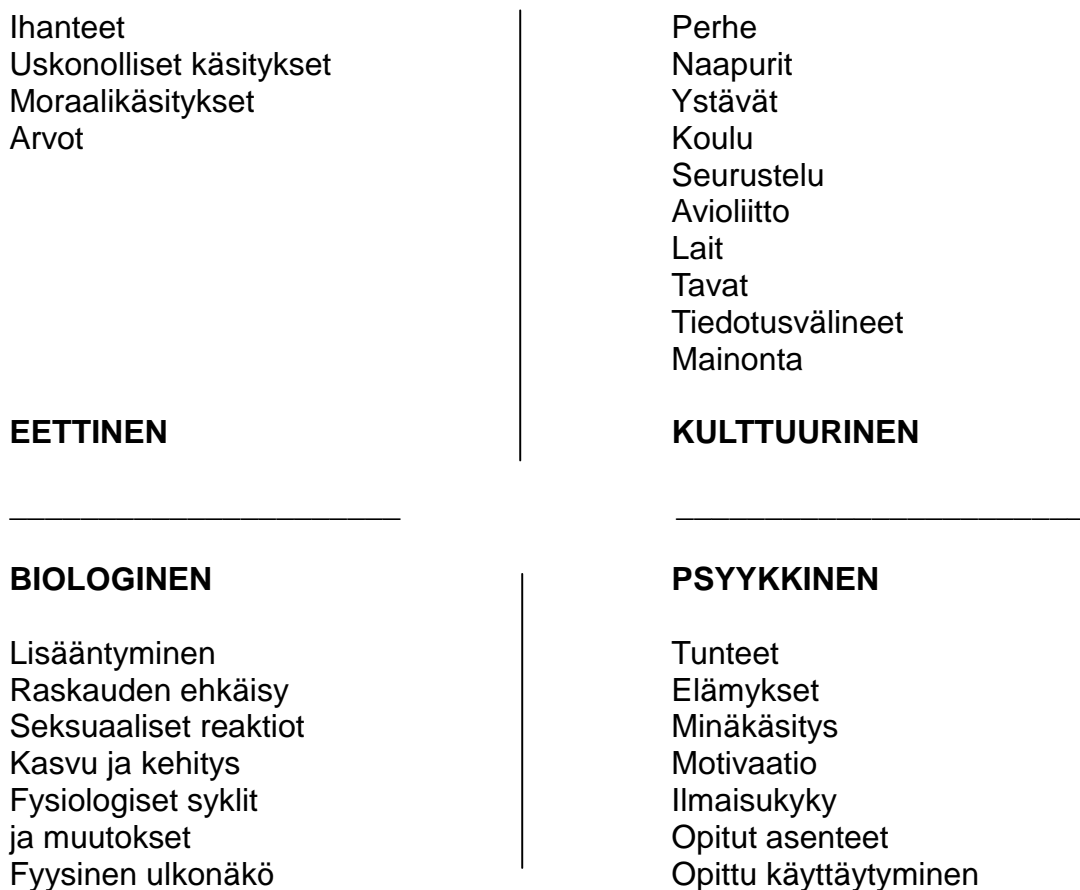 Ihanteet
Uskonolliset käsitykset
Moraalikäsitykset
Arvot
EETTINEN
Perhe
Naapurit
Ystävät
Koulu
Seurustelu
Avioliitto
Lait
Tavat
Tiedotusvälineet
Mainonta
KULTTUURINEN
BIOLOGINEN
Lisääntyminen
Raskauden ehkäisy
Seksuaaliset reaktiot
Kasvu ja kehitys
Fysiologiset syklit
ja muutokset
Fyysinen ulkonäkö
PSYYKKINEN
Tunteet
Elämykset
Minäkäsitys
Motivaatio
Ilmaisukyky
Opitut asenteet
Opittu käyttäytyminen